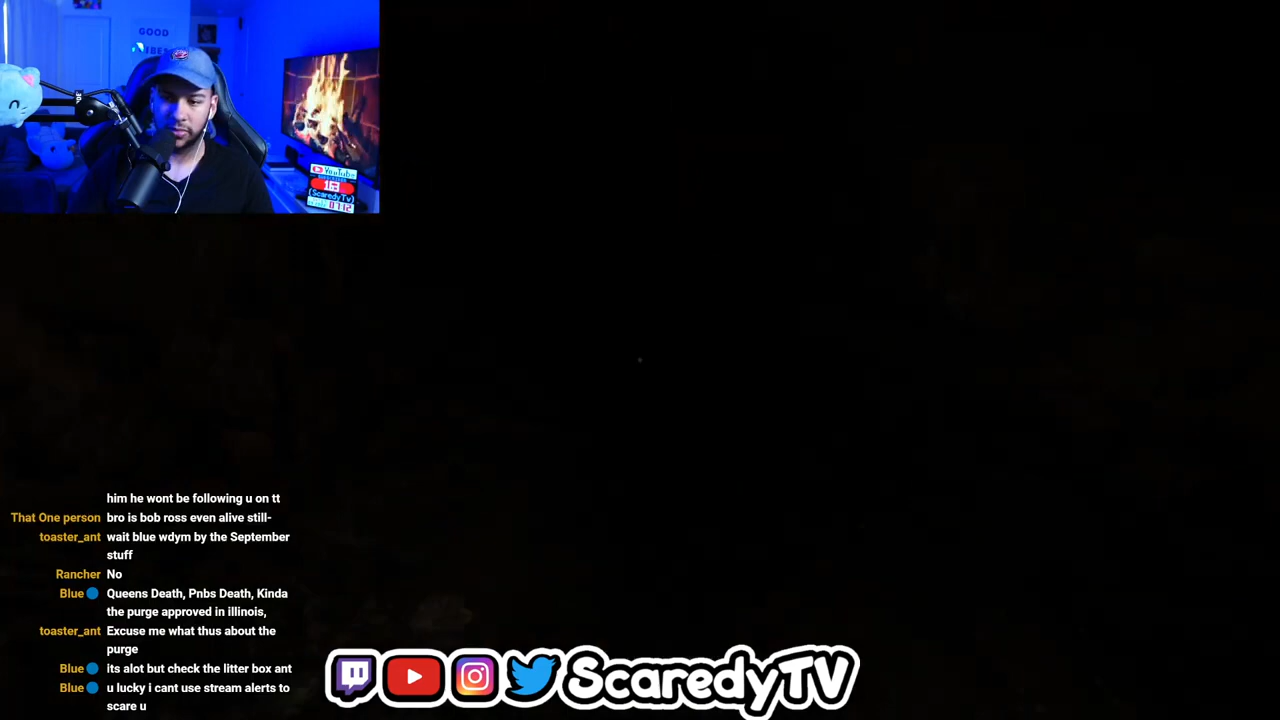 GOOD
VIBES
YouTube
(ScaredyTv)
him he wont be following u on tt
That One person bro is bob ross even alive still-
toaster_ant wait blue wdym by the September
stuff
Rancher No
Blue Queens Death, Pnbs Death, Kinda
the purge approved in illinois,
toaster_ant Excuse me what thus about the
purge
Blue its alot but check the litter box ant
Blue u lucky i cant use stream alerts to
scare u
ScaredyTV